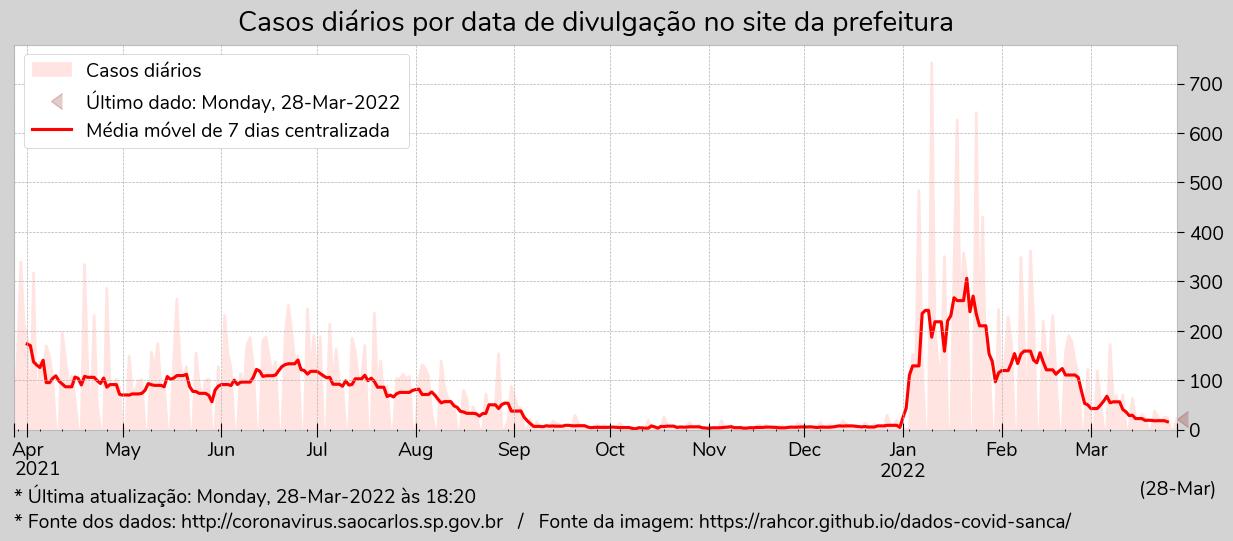 Casos diários por data de divulgação no site da prefeitura
Casos diários
Último dado: Monday, 28-Mar-2022
Média móvel de 7 dias centralizada
700
600
500
400
300
200
100
0
Apr May Jun Jul Aug Sep Oct Nov Dec Jan Feb Mar
2021 2022
(28-Mar)
* Última atualização: Monday, 28-Mar-2022 às 18:20
* Fonte dos dados: http://coronavirus.saocarlos.sp.gov.br / Fonte da imagem: https://rahcor.github.io/dados-covid-sanca/